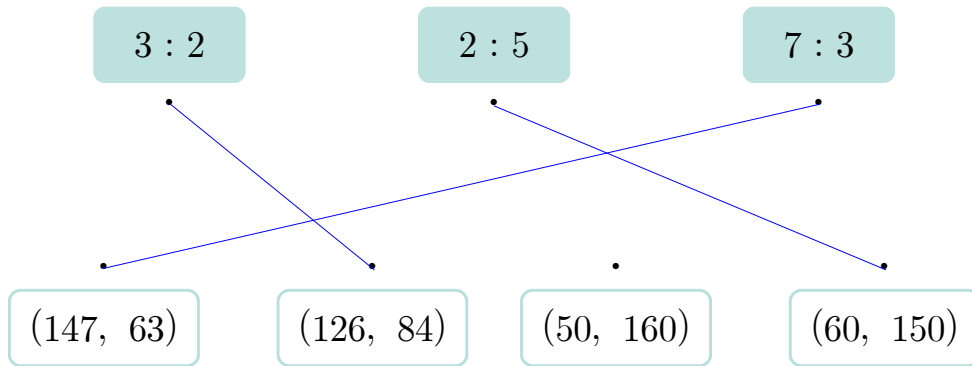 3 : 2 2 : 5 7 : 3
(147, 63) (126, 84) (50, 160) (60, 150)